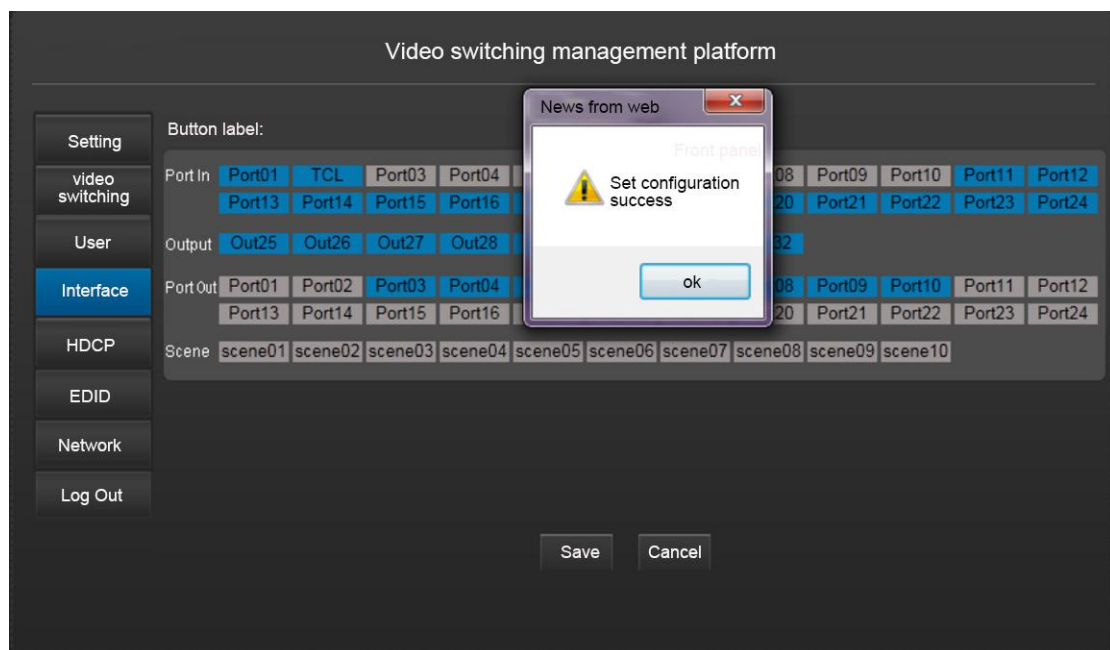 Video switching management platform
News from web
Button label:
Front panel
Set configuration
success
ok
Setting
video
switching
User
Interface
HDCP
EDID
Network
Log Out
Port In Port01 TCL Port03 Port04 08 Port09 Port10 Port11 Port12
Port13 Port14 Port15 Port16 20 Port21 Port22 Port23 Port24
Output Out25 Out26 Out27 Out28 32
Port Out Port01 Port02 Port03 Port04 08 Port09 Port10 Port11 Port12
Port13 Port14 Port15 Port16 20 Port21 Port22 Port23 Port24
Scene scene01 scene02 scene03 scene04 scene05 scene06 scene07 scene08 scene09 scene10
Save Cancel